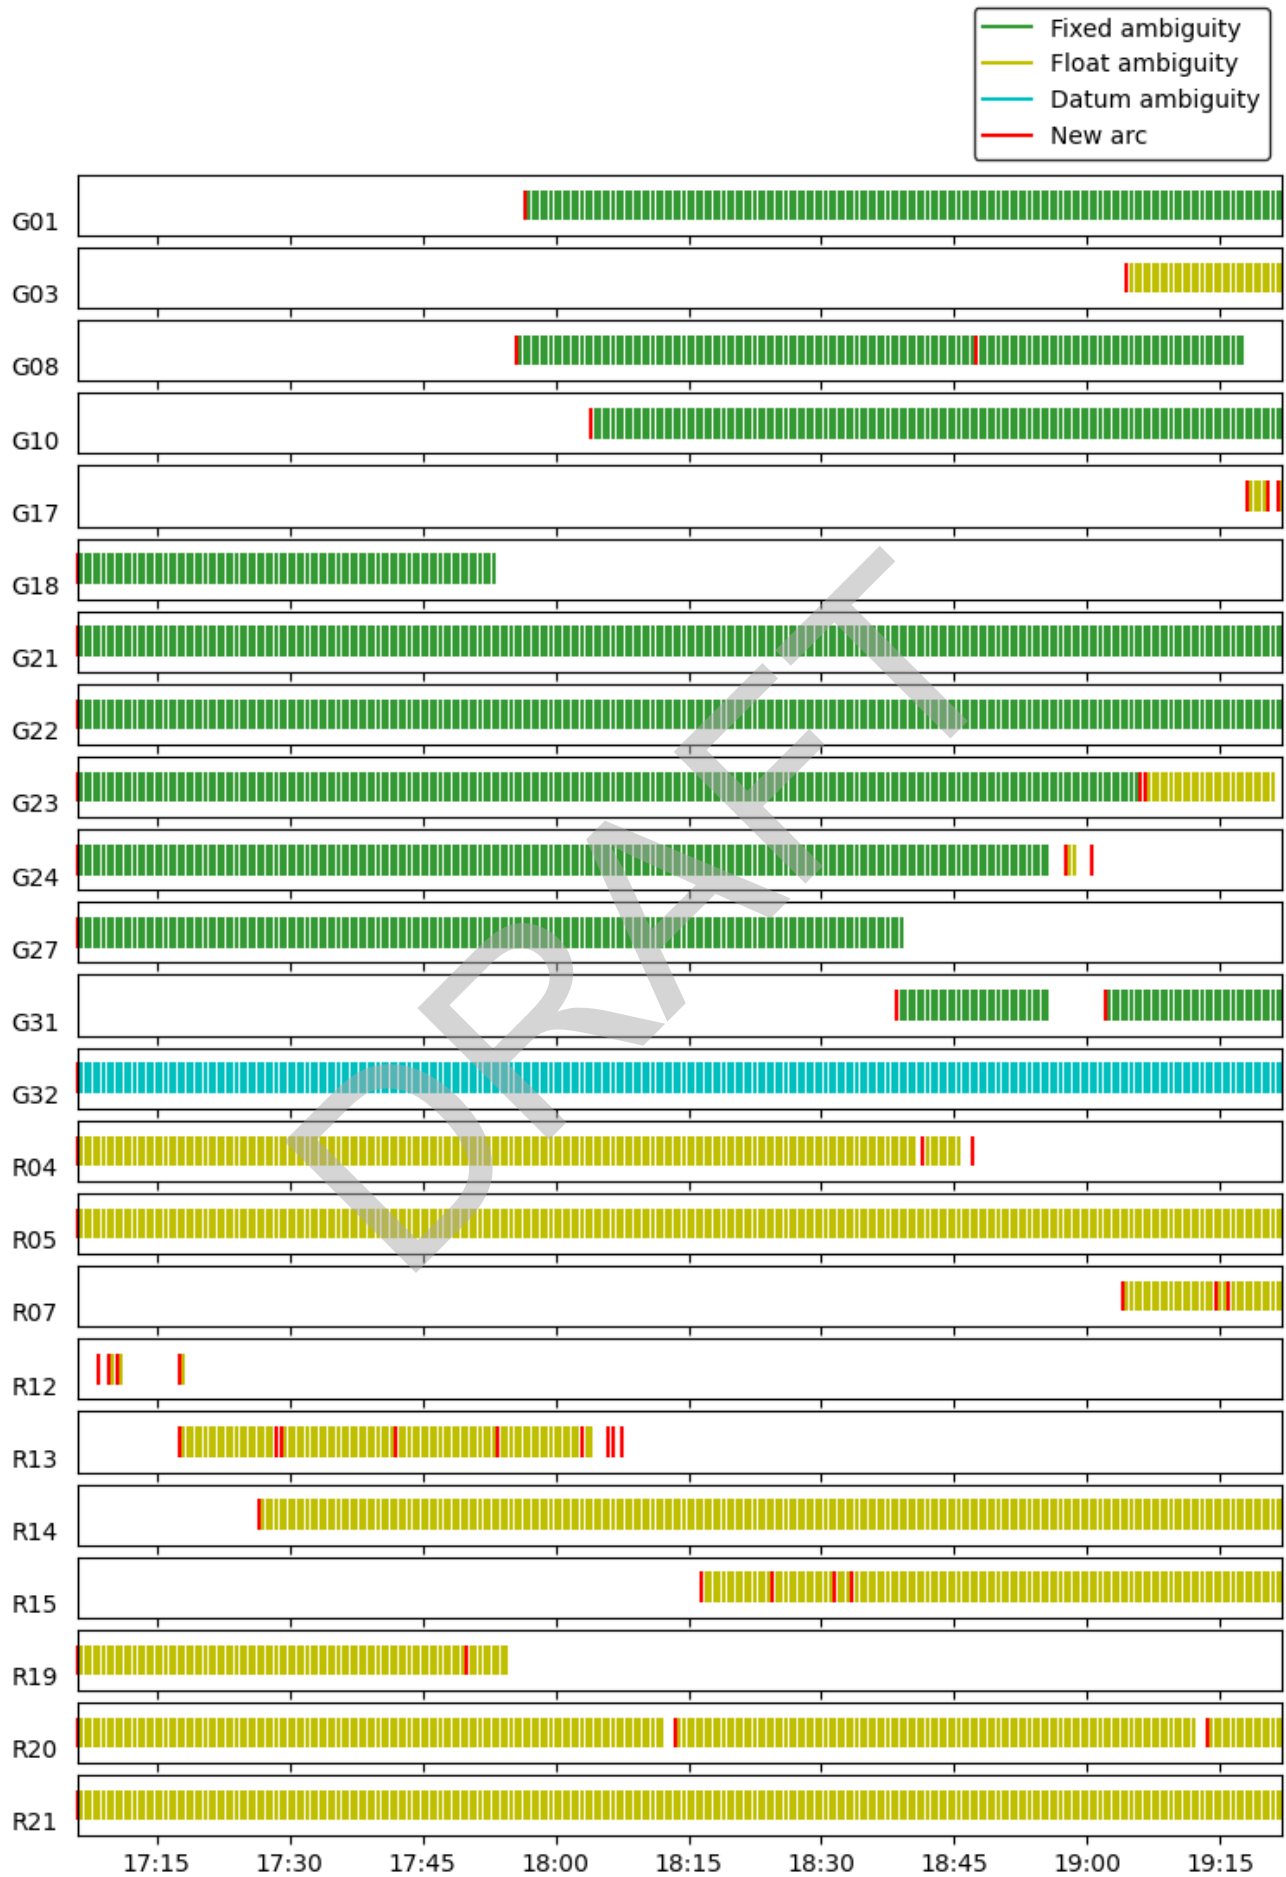 Fixed ambiguity
Float ambiguity
Datum ambiguity
New arc
G01
G03
G08
G10
G17
G18
G21
G22
G23
G24
G27
G31
G32
R04
R05
R07
R12
R13
R14
R15
R19
R20
R21
17:15 17:30 17:45 18:00 18:15 18:30 18:45 19:00 19:15
DRAFT